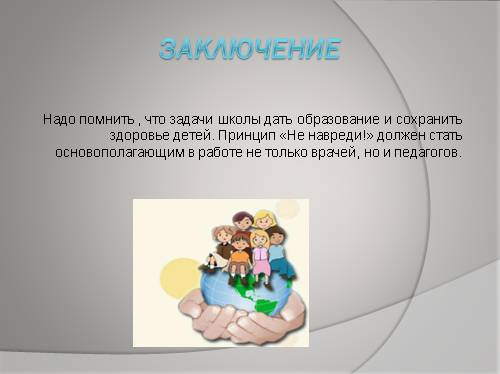 ЗАКЛЮЧЕНИЕ
Надо помнить , что задачи школы дать образование и сохранить
здоровье детей. Принцип «Не навреди!» должен стать
основополагающим в работе не только врачей, но и педагогов.